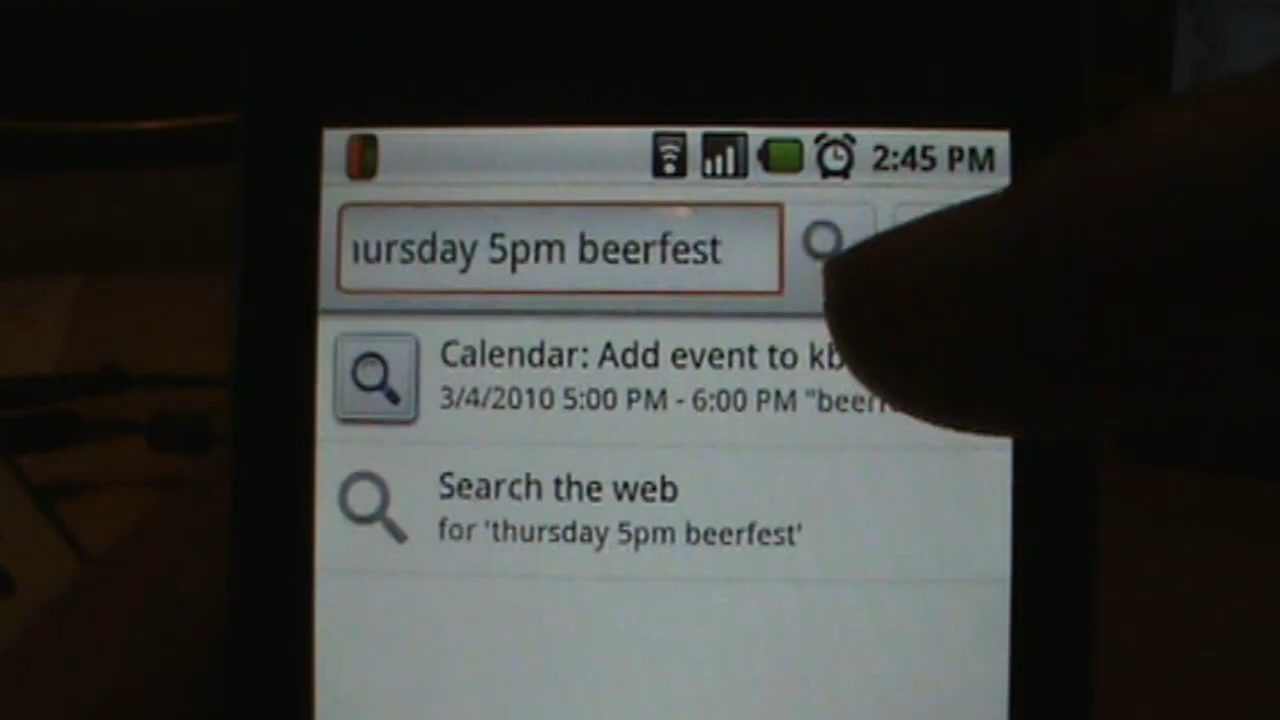 2:45 PM
ursday 5pm beerfest
Calendar: Add event to
3/4/2010 5:00 PM - 6:00 PM
Search the web
for 'thursday 5pm beerfest'